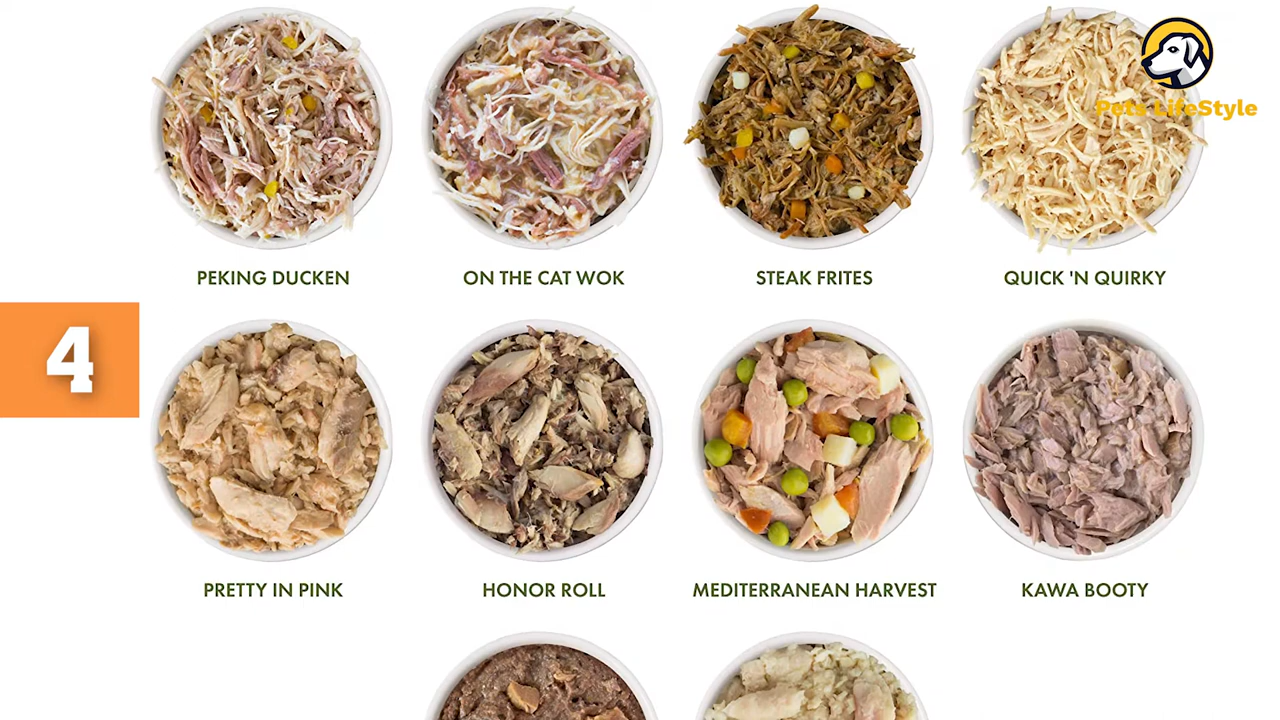 Pets LifeStyle
PEKING DUCKEN
ON THE CAT WOK
STEAK FRITES
QUICK 'N QUIRKY
4
PRETTY IN PINK
HONOR ROLL
MEDITERRANEAN HARVEST
KAWA BOOTY